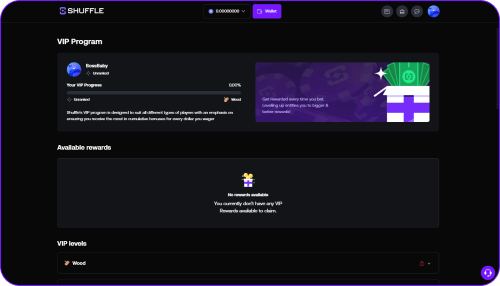 SHUFFLE
0.00000000
Wallet
VIP Program
BossBaby
Unranked
Your VIP Progress
0.00%
Unranked
Wood
Shuffle's VIP program is designed to suit all different types of players with an emphasis on
ensuring you receive the most in cumulative bonuses for every dollar you wager
Get rewarded every time you bet.
Leveling up entitles you to bigger &
better rewards!
Available rewards
No rewards available
You currently don't have any VIP
Rewards available to claim.
VIP levels
Wood